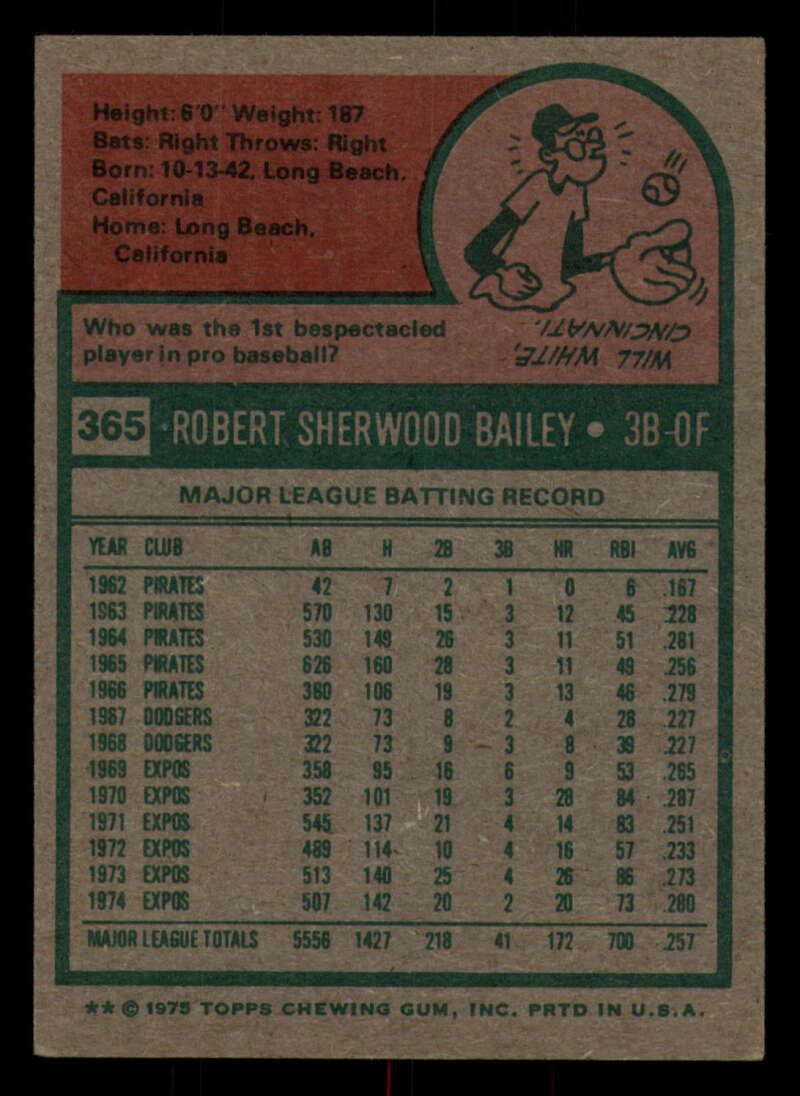 Height: 6'0" Weight: 187
Bats: Right Throws: Right
Born: 10-13-42, Long Beach,
California
Home: Long Beach,
California
Who was the 1st bespectacled
player in pro baseball?
WILL WHITE,
CINCINNATI.
365 ROBERT SHERWOOD BAILEY • 3B-OF
MAJOR LEAGUE BATTING RECORD
YEAR CLUB AB H 2B 3B HR RBI AVG
1962 PIRATES 42 7 2 1 0 6 .167
1963 PIRATES 570 130 15 3 12 45 .228
1964 PIRATES 530 149 26 3 11 51 .281
1965 PIRATES 626 160 28 3 11 49 .256
1966 PIRATES 380 106 19 3 13 46 .279
1967 DODGERS 322 73 8 2 4 28 .227
1968 DODGERS 322 73 9 3 8 39 .227
1969 EXPOS 358 95 16 6 9 53 .265
1970 EXPOS 352 101 19 3 28 84 .287
1971 EXPOS 545 137 21 4 14 83 .251
1972 EXPOS 489 114 10 4 16 57 .233
1973 EXPOS 513 140 25 4 26 86 .273
1974 EXPOS 507 142 20 2 20 73 .280
MAJOR LEAGUE TOTALS 5556 1427 218 41 172 700 .257
** © 1975 TOPPS CHEWING GUM, INC. PRTD IN U.S.A.